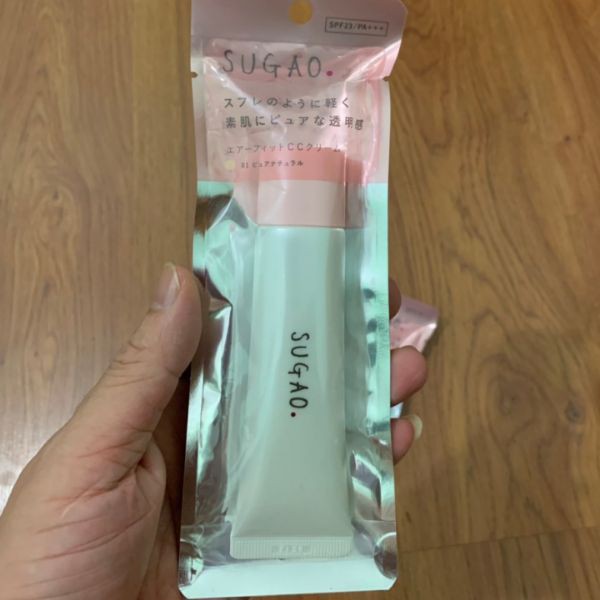 SPF23/PA+++
SUGAO.
スフレのように軽く
素肌にピュアな透明感
エアーフィットCCクリーム
01 ピュアナチュラル
SUGAO.